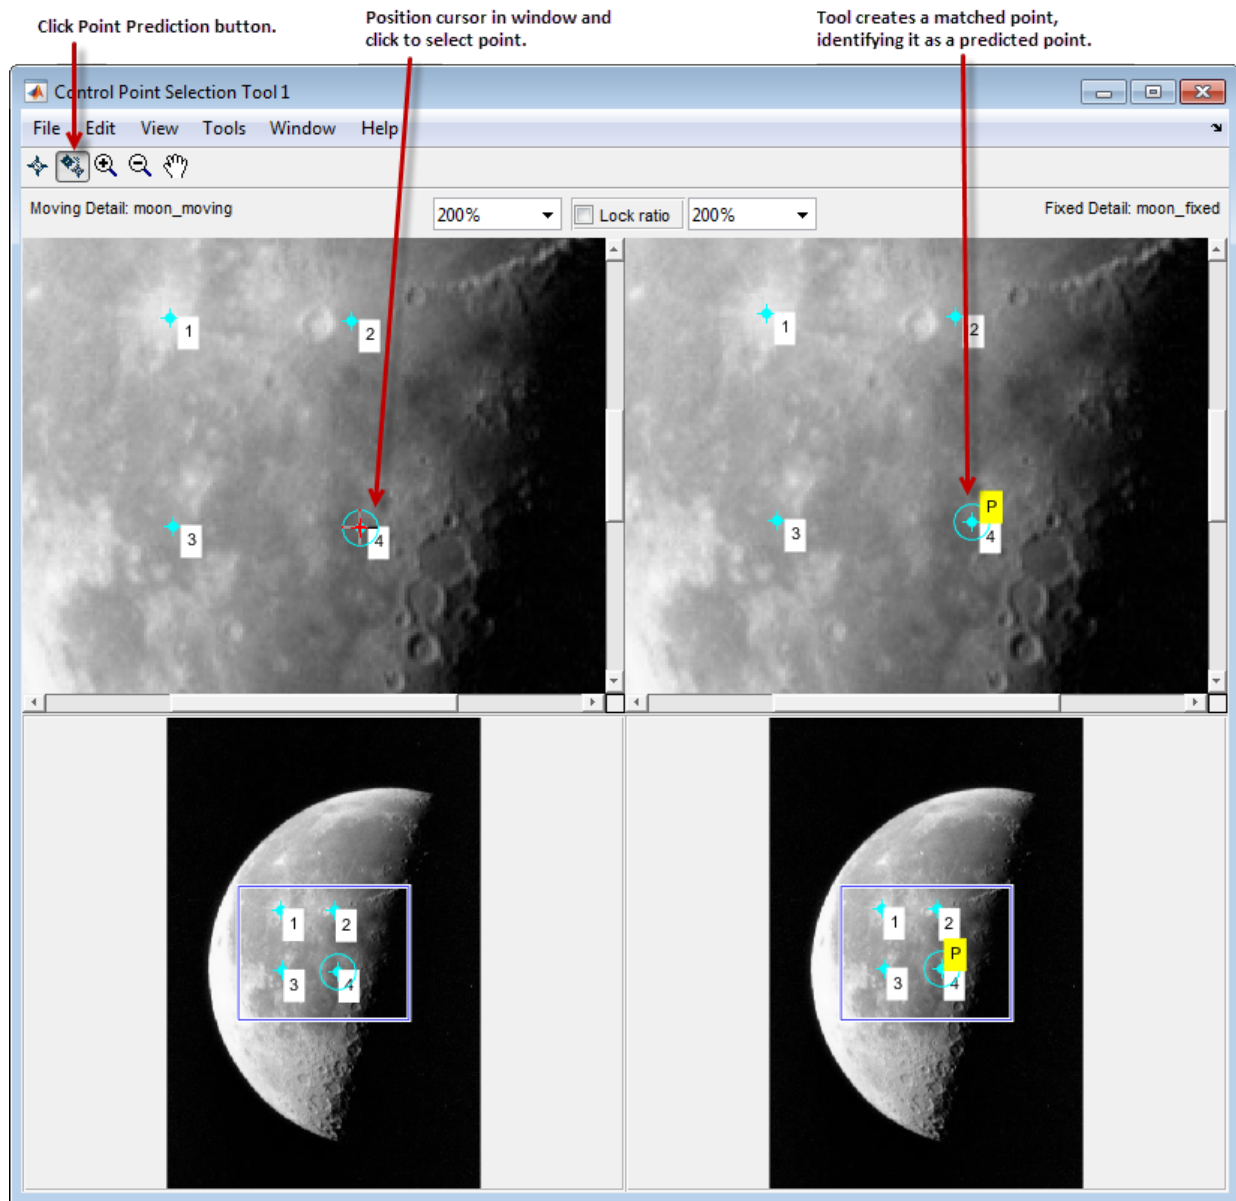 Click Point Prediction button.
Position cursor in window and
click to select point.
Tool creates a matched point,
identifying it as a predicted point.
Control Point Selection Tool 1
File Edit View Tools Window Help
Moving Detail: moon_moving
200%
Lock ratio
200%
Fixed Detail: moon_fixed
1
2
3
4
1
2
3
P
4
1
2
3
4
1
2
P
3
4